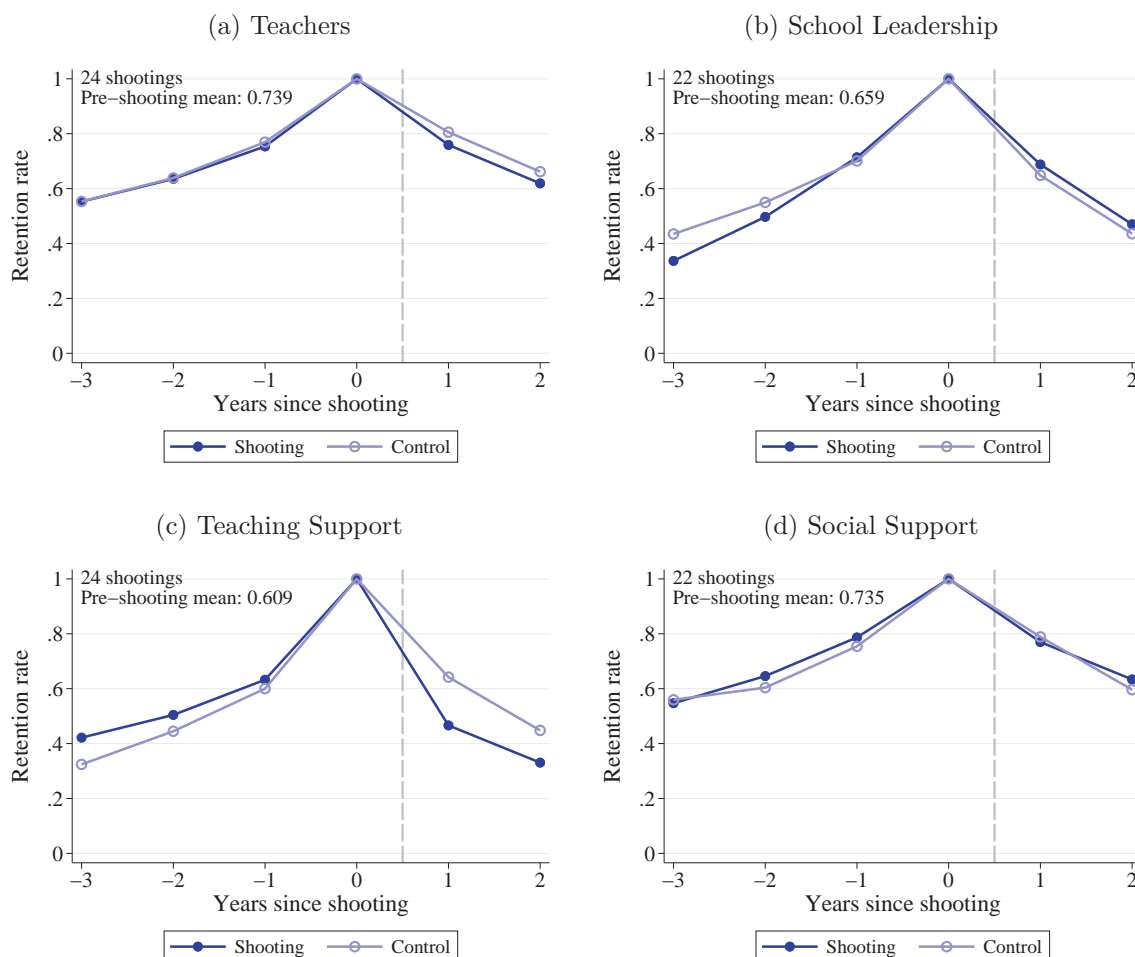 (a) Teachers
24 shootings
Pre−shooting mean: 0.739
Retention rate
1
.8
.6
.4
.2
0
−3 −2 −1 0 1 2
Years since shooting
Shooting Control
(b) School Leadership
22 shootings
Pre−shooting mean: 0.659
Retention rate
1
.8
.6
.4
.2
0
−3 −2 −1 0 1 2
Years since shooting
Shooting Control
(c) Teaching Support
24 shootings
Pre−shooting mean: 0.609
Retention rate
1
.8
.6
.4
.2
0
−3 −2 −1 0 1 2
Years since shooting
Shooting Control
(d) Social Support
22 shootings
Pre−shooting mean: 0.735
Retention rate
1
.8
.6
.4
.2
0
−3 −2 −1 0 1 2
Years since shooting
Shooting Control